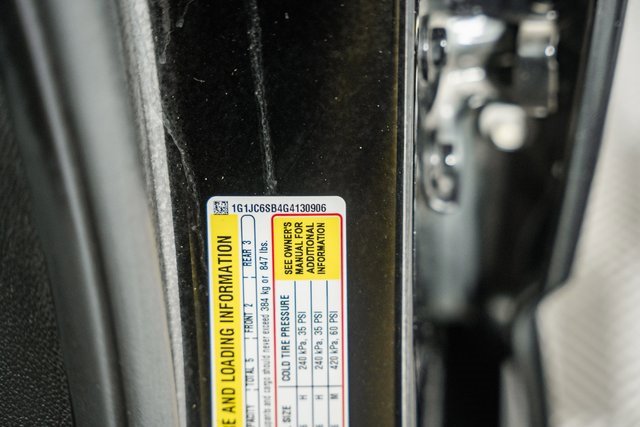 1G1JC6SB4G4130906
E AND LOADING INFORMATION
TOTAL 5 FRONT 2 REAR 3
cargo should never exceed 384 kg or 847 lbs.
SEE OWNER'S
MANUAL FOR
ADDITIONAL
INFORMATION
SIZE COLD TIRE PRESSURE
H 240 kPa, 35 PSI
H 240 kPa, 35 PSI
M 420 kPa, 60 PSI